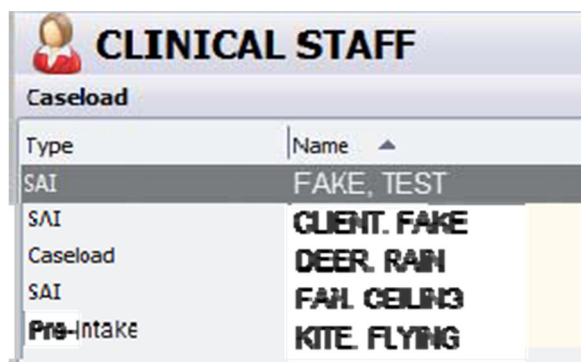 CLINICAL STAFF
Caseload
Type Name
SAI FAKE, TEST
SAI CLIENT. FAKE
Caseload DEER. RAIN
SAI FAN. CEILING
Pre-Intake KITE. FLYING